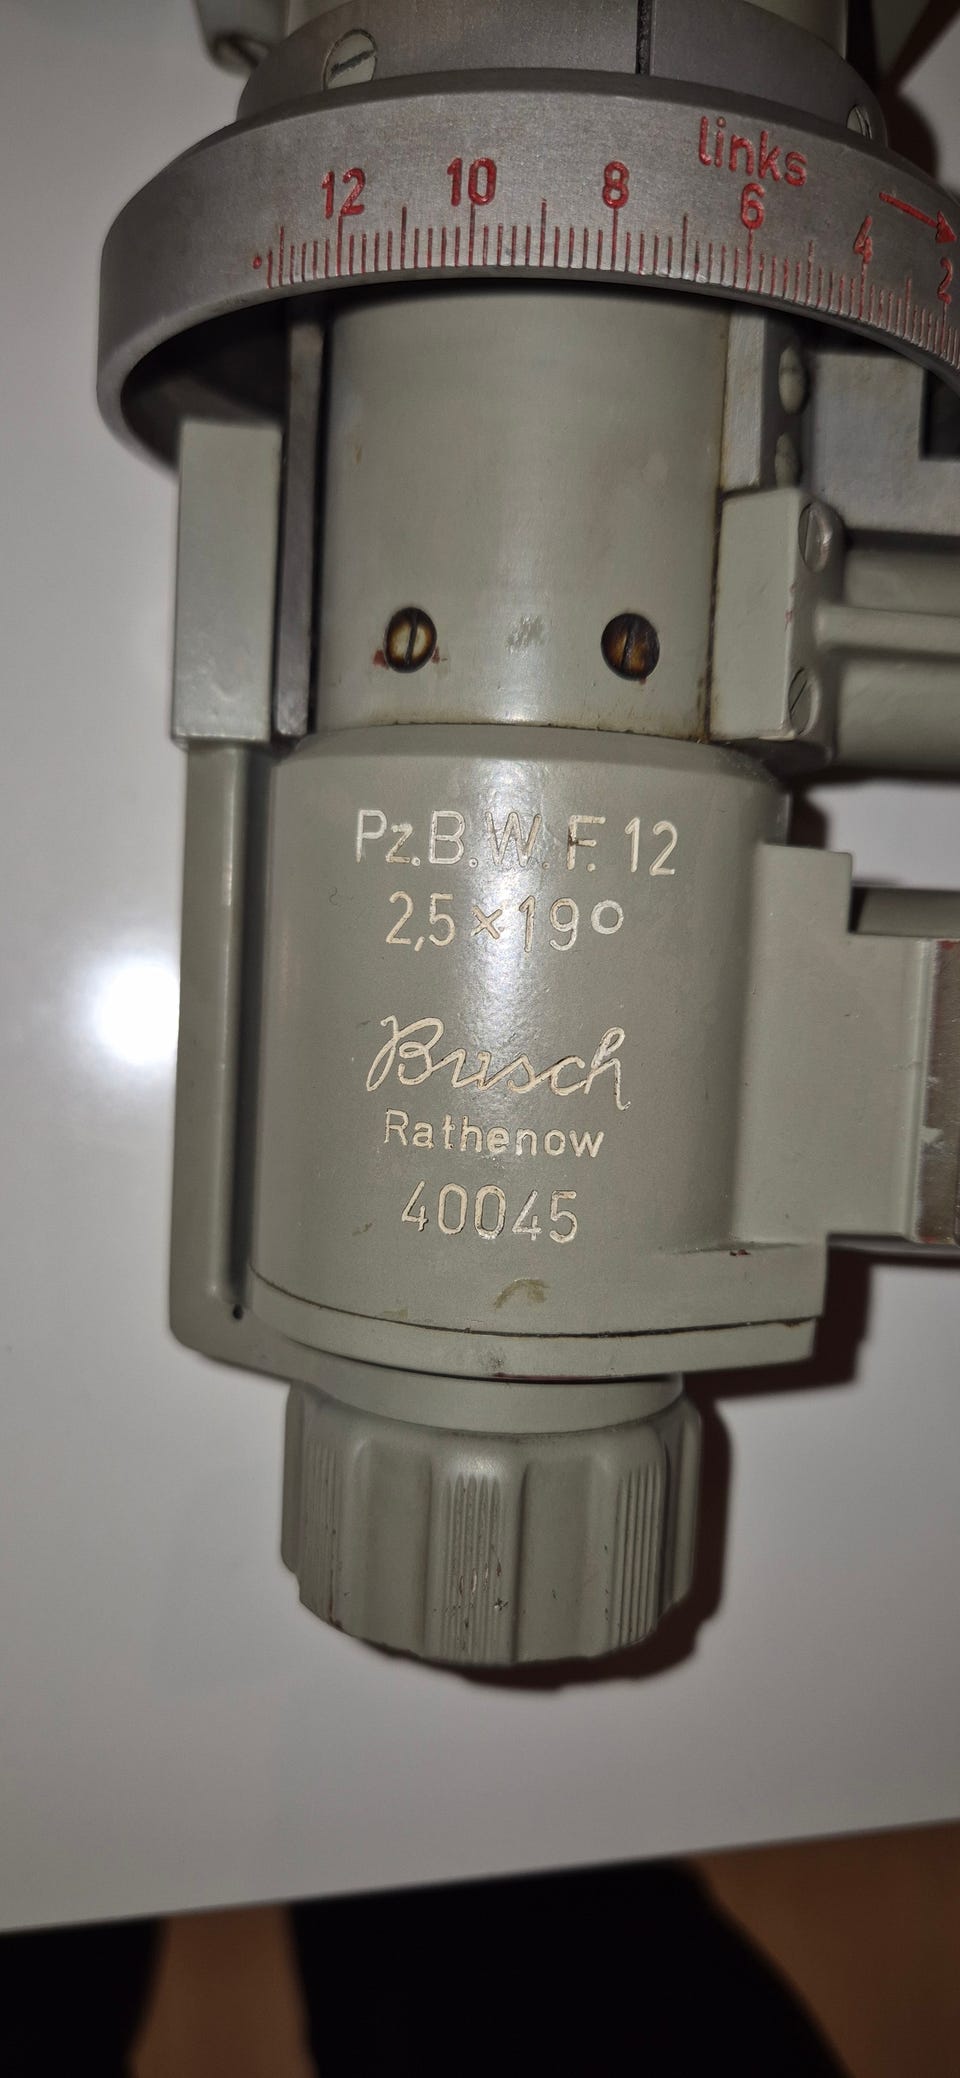 links
12 10 8 6 4 2
Pz.B.W.F. 12
2,5×19°
Busch
Rathenow
40045